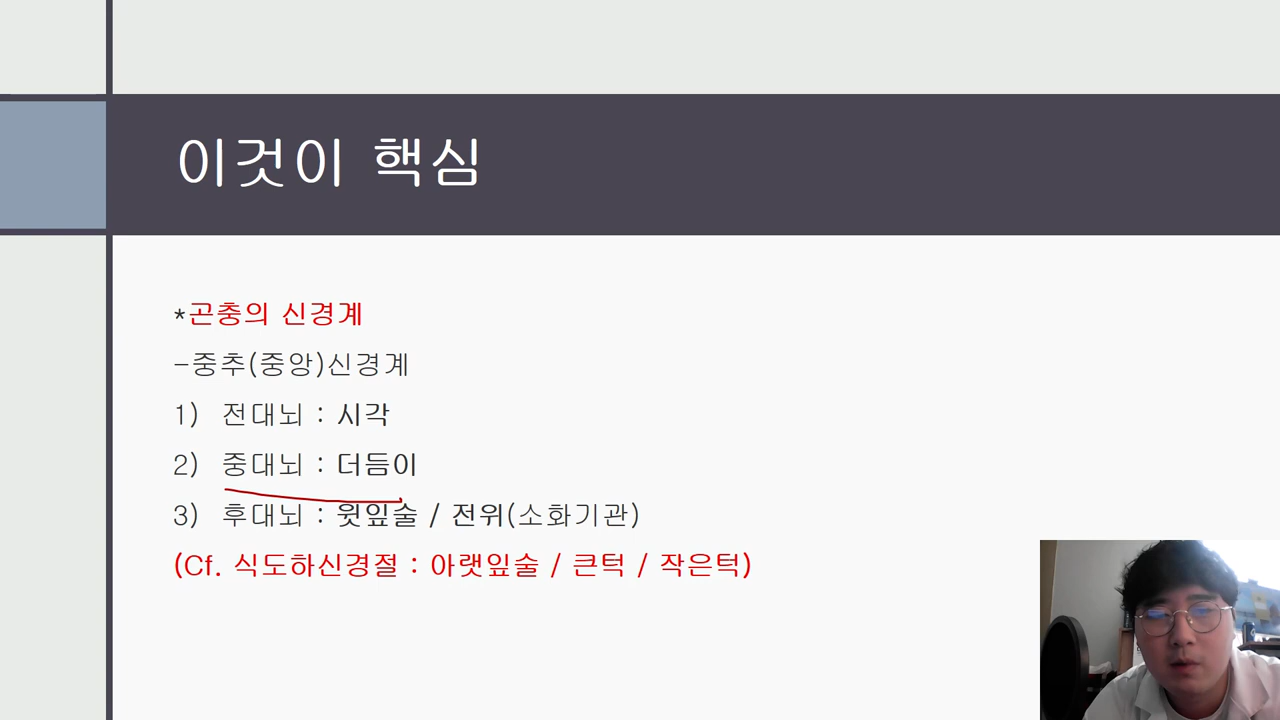 이것이 핵심
*곤충의 신경계
-중추(중앙)신경계
1) 전대뇌 : 시각
2) 중대뇌 : 더듬이
3) 후대뇌 : 윗잎술 / 전위(소화기관)
(Cf. 식도하신경절 : 아랫잎술 / 큰턱 / 작은턱)